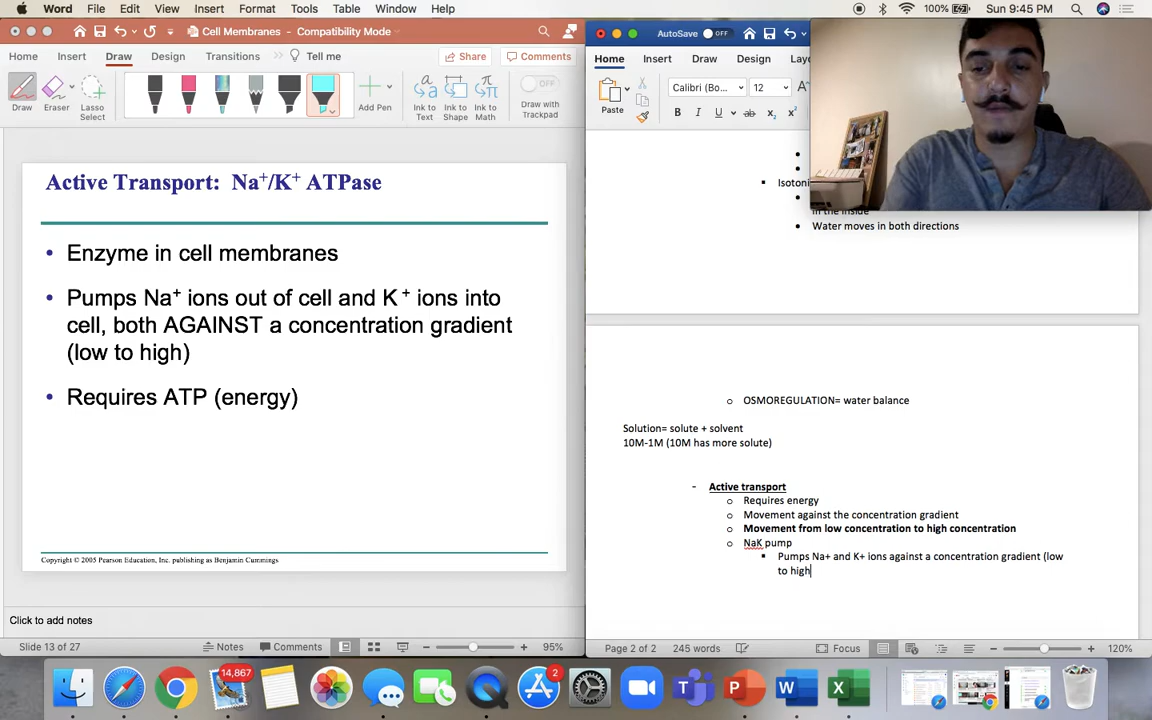 Word File Edit View Insert Format Tools Table Window Help
100% Sun 9:45 PM
Cell Membranes - Compatibility Mode
Home Insert Draw Design Transitions Tell me
Share Comments
Draw
Eraser
Lasso
Select
Add Pen
Ink to
Text
Ink to
Shape
Ink to
Math
OFF
Draw with
Trackpad
Active Transport: Na+/K+ ATPase
• Enzyme in cell membranes
• Pumps Na+ ions out of cell and K + ions into
cell, both AGAINST a concentration gradient
(low to high)
• Requires ATP (energy)
Copyright © 2005 Pearson Education, Inc. publishing as Benjamin Cummings
Click to add notes
Slide 13 of 27 Notes Comments 95%
AutoSave OFF
Home Insert Draw Design
Paste
Calibri (Bo... 12
B I U ab x₂ x²
in the inside
• Water moves in both directions
o OSMOREGULATION= water balance
Solution= solute + solvent
10M-1M (10M has more solute)
- Active transport
o Requires energy
o Movement against the concentration gradient
o Movement from low concentration to high concentration
o NaK pump
▪ Pumps Na+ and K+ ions against a concentration gradient (low
to high
Page 2 of 2 245 words Focus 120%
14,867
2